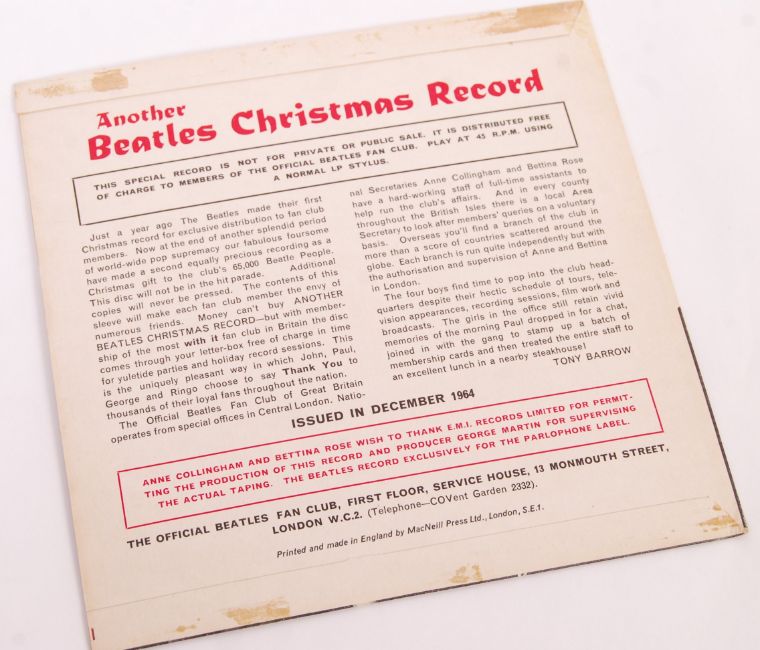 Another
Beatles Christmas Record
THIS SPECIAL RECORD IS NOT FOR PRIVATE OR PUBLIC SALE. IT IS DISTRIBUTED FREE
OF CHARGE TO MEMBERS OF THE OFFICIAL BEATLES FAN CLUB. PLAY AT 45 R.P.M. USING
A NORMAL LP STYLUS.
Just a year ago The Beatles made their first
Christmas record for exclusive distribution to fan club
members. Now at the end of another splendid period
of world-wide pop supremacy our fabulous foursome
have made a second equally precious recording as a
Christmas gift to the club's 65,000 Beatle People.
This disc will not be in the hit parade. Additional
copies will never be pressed. The contents of this
sleeve will make each fan club member the envy of
numerous friends. Money can't buy ANOTHER
BEATLES CHRISTMAS RECORD—but with member-
ship of the most with it fan club in Britain the disc
comes through your letter-box free of charge in time
for yuletide parties and holiday record sessions. This
is the uniquely pleasant way in which John, Paul,
George and Ringo choose to say Thank You to
thousands of their loyal fans throughout the nation.
The Official Beatles Fan Club of Great Britain
operates from special offices in Central London. Natio-
nal Secretaries Anne Collingham and Bettina Rose
have a hard-working staff of full-time assistants to
help run the club's affairs. And in every county
throughout the British Isles there is a local Area
Secretary to look after members' queries on a voluntary
basis. Overseas you'll find a branch of the club in
more than a score of countries scattered around the
globe. Each branch is run quite independently but with
the authorisation and supervision of Anne and Bettina
in London.
The four boys find time to pop into the club head-
quarters despite their hectic schedule of tours, tele-
vision appearances, recording sessions, film work and
broadcasts. The girls in the office still retain vivid
memories of the morning Paul dropped in for a chat,
joined in with the gang to stamp up a batch of
membership cards and then treated the entire staff to
an excellent lunch in a nearby steakhouse!
TONY BARROW
ISSUED IN DECEMBER 1964
ANNE COLLINGHAM AND BETTINA ROSE WISH TO THANK E.M.I. RECORDS LIMITED FOR PERMIT-
TING THE PRODUCTION OF THIS RECORD AND PRODUCER GEORGE MARTIN FOR SUPERVISING
THE ACTUAL TAPING. THE BEATLES RECORD EXCLUSIVELY FOR THE PARLOPHONE LABEL.
THE OFFICIAL BEATLES FAN CLUB, FIRST FLOOR, SERVICE HOUSE, 13 MONMOUTH STREET,
LONDON W.C.2. (Telephone—COVent Garden 2332).
Printed and made in England by MacNeill Press Ltd., London, S.E.1.